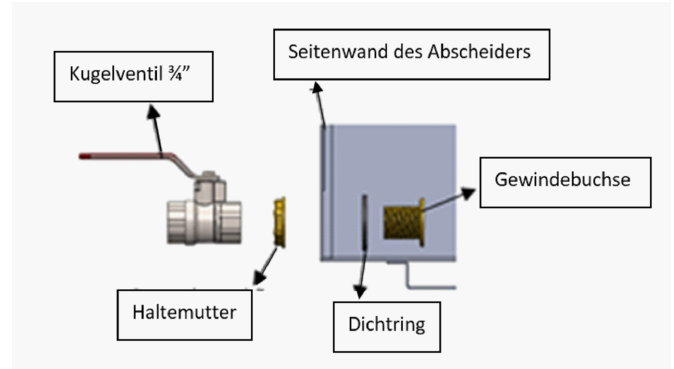 Seitenwand des Abscheiders
Kugelventil ¾”
Gewindebuchse
Haltemutter
Dichtring